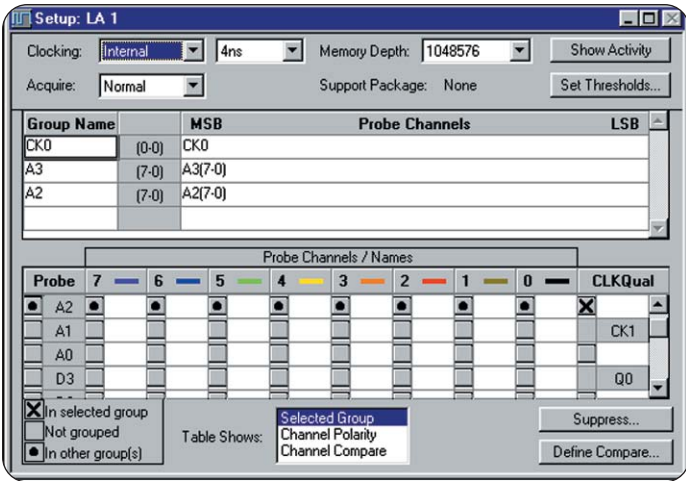 Setup: LA 1
Clocking: Internal 4ns Memory Depth: 1048576 Show Activity
Acquire: Normal Support Package: None Set Thresholds...
Group Name MSB Probe Channels LSB
CK0 (0-0) CK0
A3 (7-0) A3(7-0)
A2 (7-0) A2(7-0)
Probe Channels / Names
Probe 7 6 5 4 3 2 1 0 CLKQual
A2
A1 CK1
A0
D3 Q0
In selected group
Not grouped
In other group(s)
Table Shows:
Selected Group
Channel Polarity
Channel Compare
Suppress...
Define Compare...